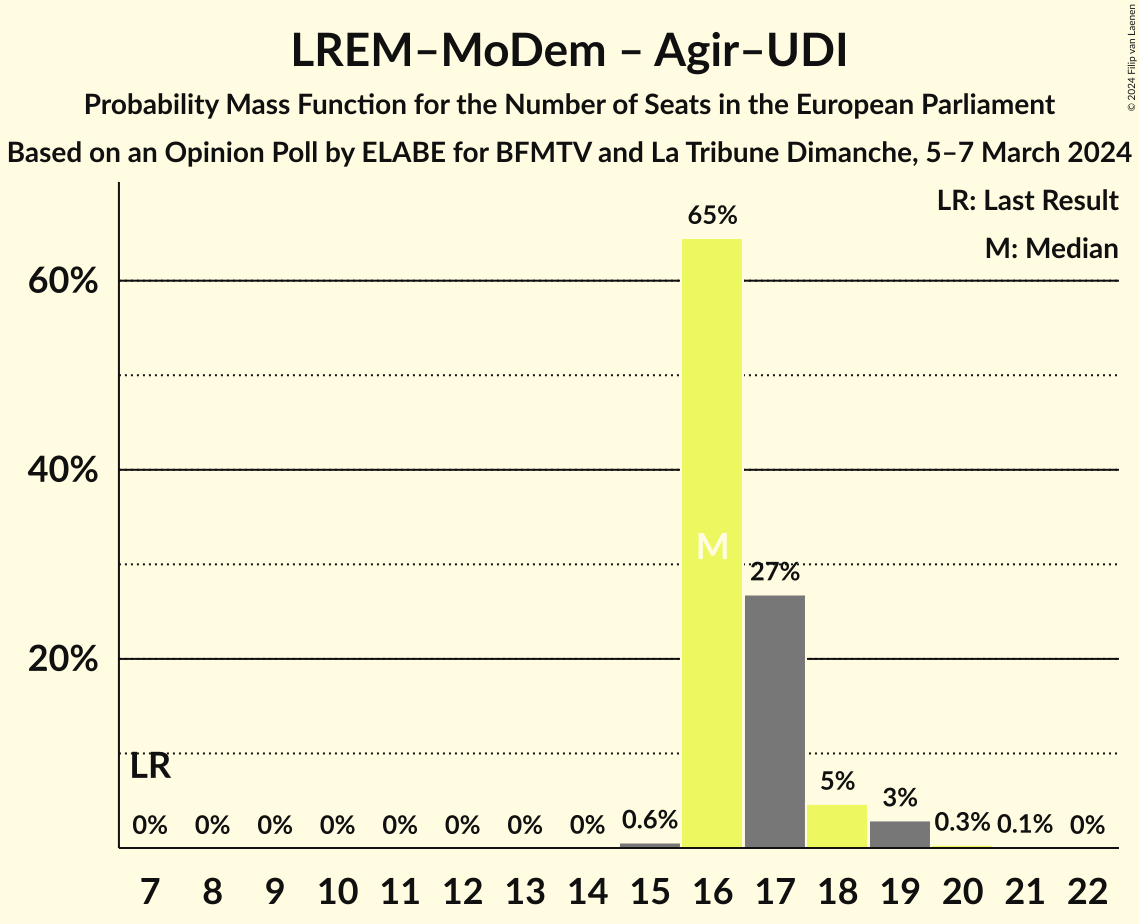 LREM–MoDem – Agir–UDI
Probability Mass Function for the Number of Seats in the European Parliament
Based on an Opinion Poll by ELABE for BFMTV and La Tribune Dimanche, 5–7 March 2024
© 2024 Filip van Laenen
LR: Last Result
M: Median
60%
40%
20%
65%
M
27%
LR
0% 0% 0% 0% 0% 0% 0% 0% 0.6% 5% 3% 0.3% 0.1% 0%
7 8 9 10 11 12 13 14 15 16 17 18 19 20 21 22